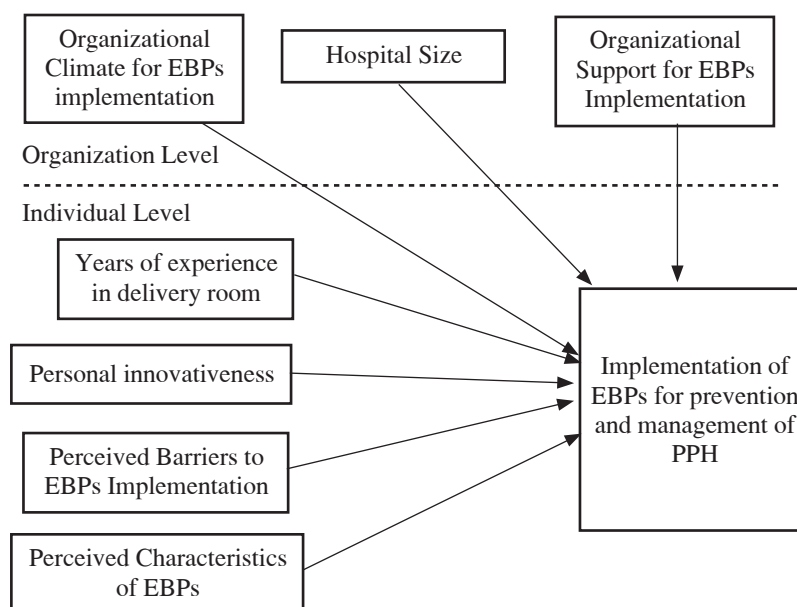 Organizational
Climate for EBPs
implementation
Hospital Size
Organizational
Support for EBPs
Implementation
Organization Level
Individual Level
Years of experience
in delivery room
Personal innovativeness
Perceived Barriers to
EBPs Implementation
Perceived Characteristics
of EBPs
Implementation of
EBPs for prevention
and management of
PPH